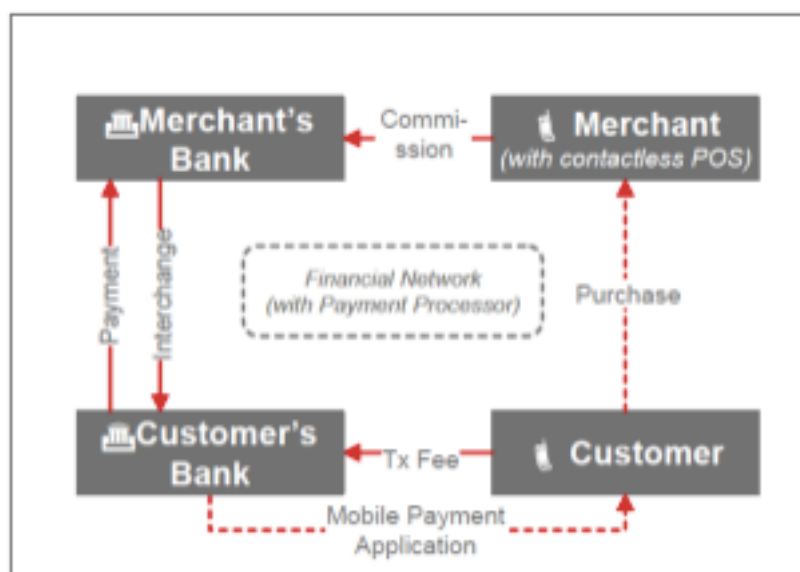 Merchant's
Bank
Commi-
ssion
Merchant
(with contactless POS)
Payment
Interchange
Financial Network
(with Payment Processor)
Purchase
Customer's
Bank
Tx Fee
Customer
Mobile Payment
Application